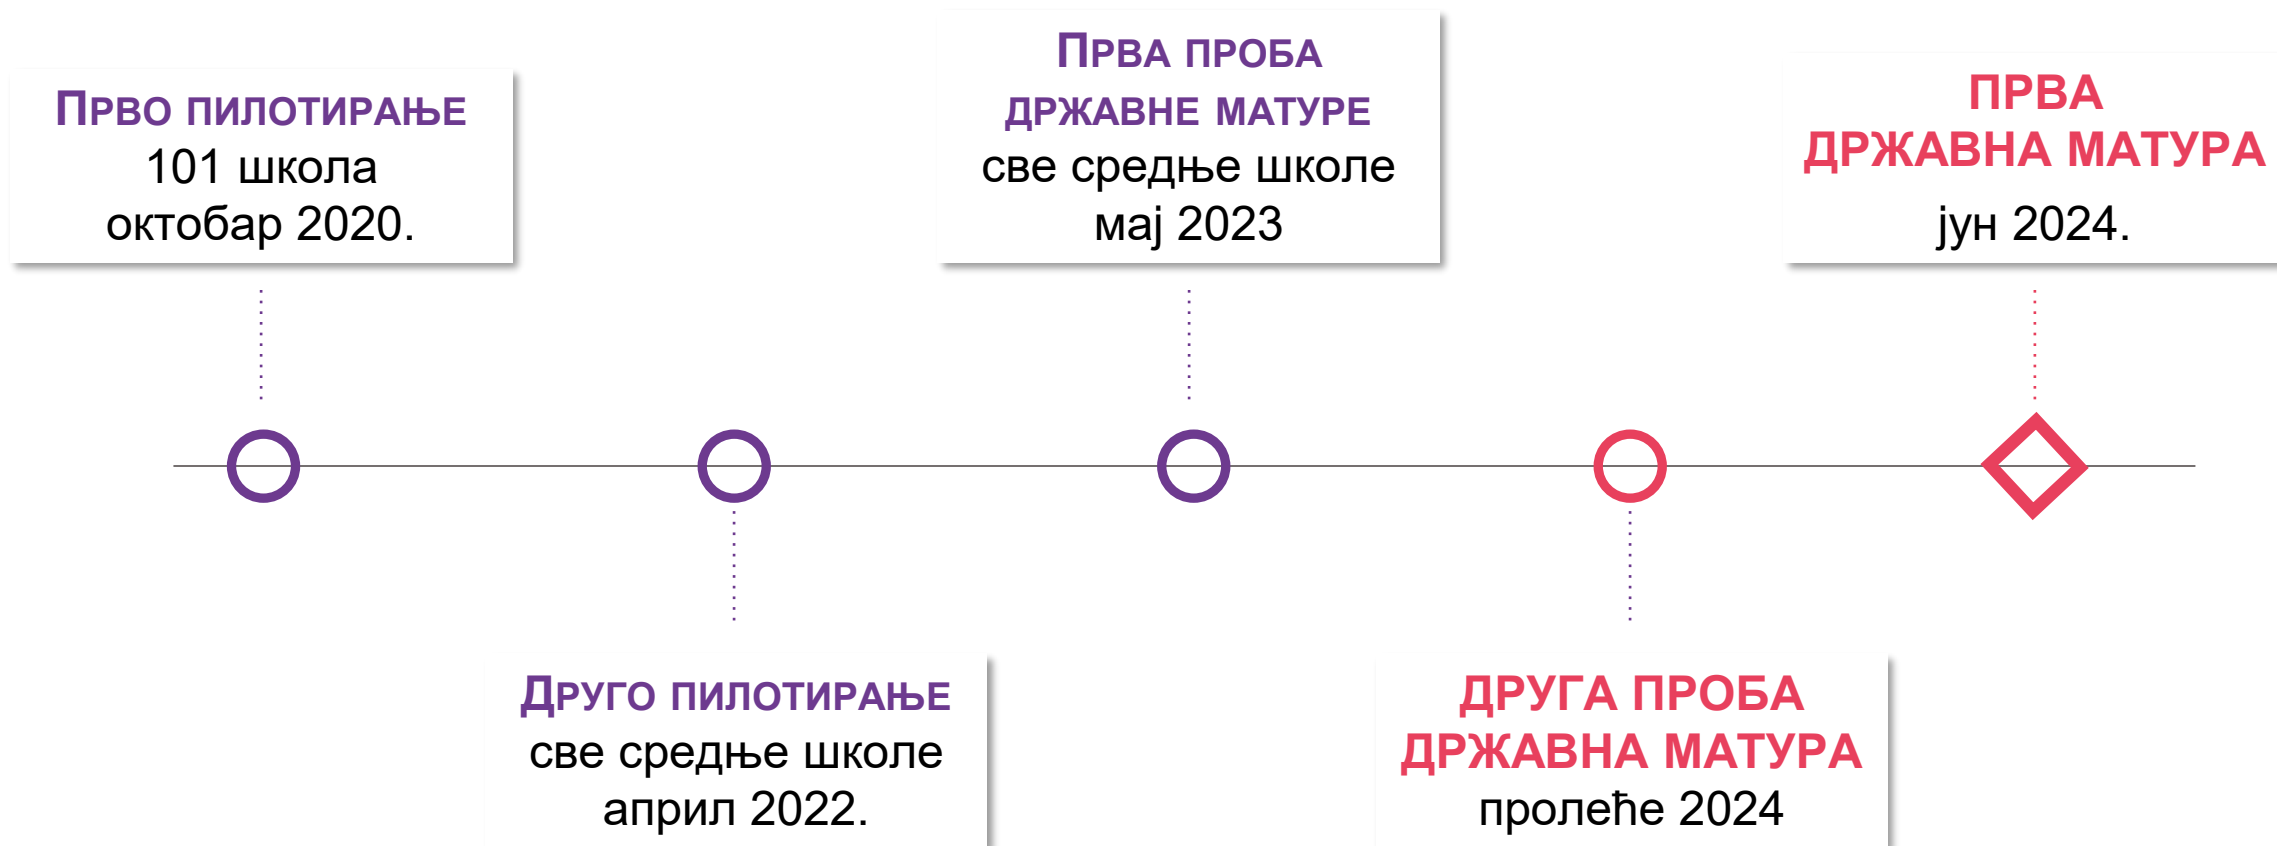 Прво пилотирање
101 школа
октобар 2020.
Друго пилотирање
све средње школе
април 2022.
Прва проба
државне матуре
све средње школе
мај 2023
ДРУГА ПРОБА
ДРЖАВНА МАТУРА
пролеће 2024
ПРВА
ДРЖАВНА МАТУРА
јун 2024.